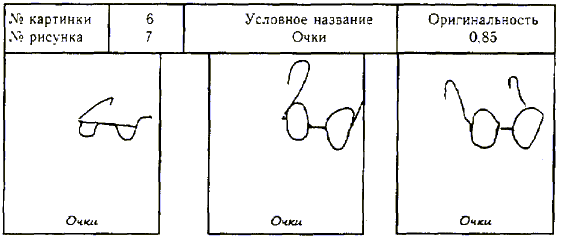 № картинки 6 Условное название Оригинальность
№ рисунка 7 Очки 0,85
Очки Очки Очки